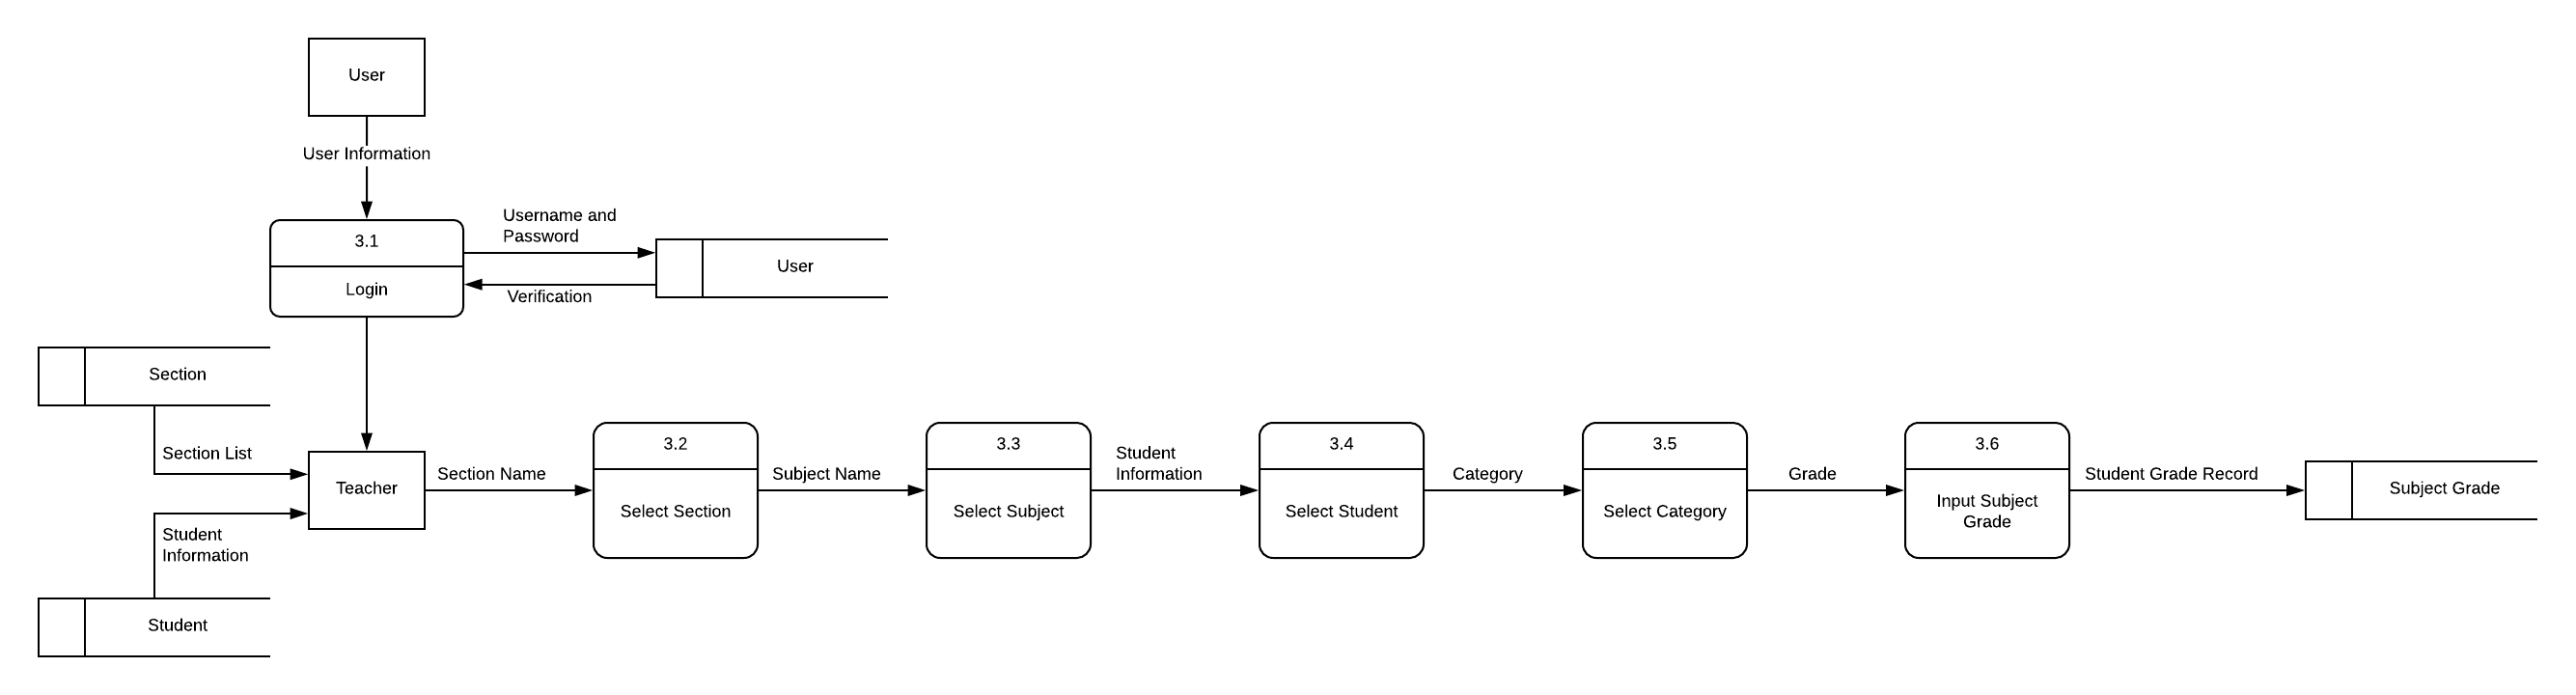 User
User Information
3.1
Login
Username and
Password
Verification
User
Section
Section List
Teacher
Student
Information
Student
Section Name
3.2
Select Section
Subject Name
3.3
Select Subject
Student
Information
3.4
Select Student
Category
3.5
Select Category
Grade
3.6
Input Subject
Grade
Student Grade Record
Subject Grade